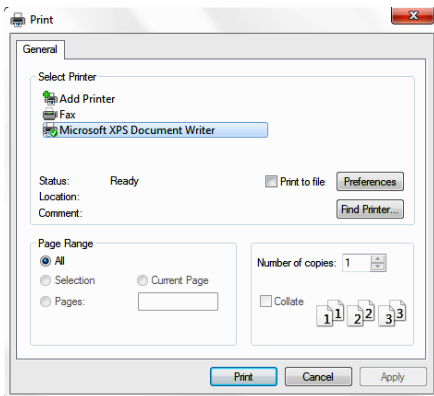 Print
General
Select Printer
Add Printer
Fax
Microsoft XPS Document Writer
Status: Ready Print to file Preferences
Location:
Comment: Find Printer...
Page Range
All Number of copies: 1
Selection Current Page
Pages: Collate
1 1 2 2 3 3
Print Cancel Apply